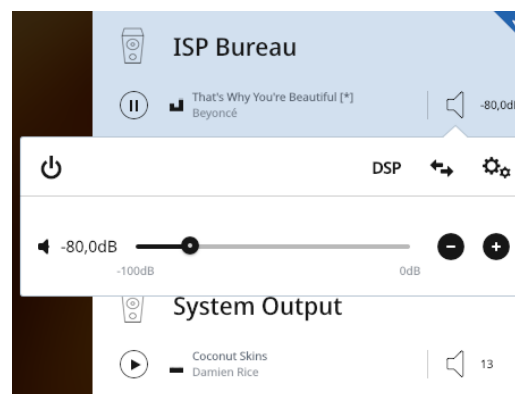 ISP Bureau
That's Why You're Beautiful [*]
Beyoncé
-80,0dB
DSP
-80,0dB
-100dB
0dB
System Output
Coconut Skins
Damien Rice
13